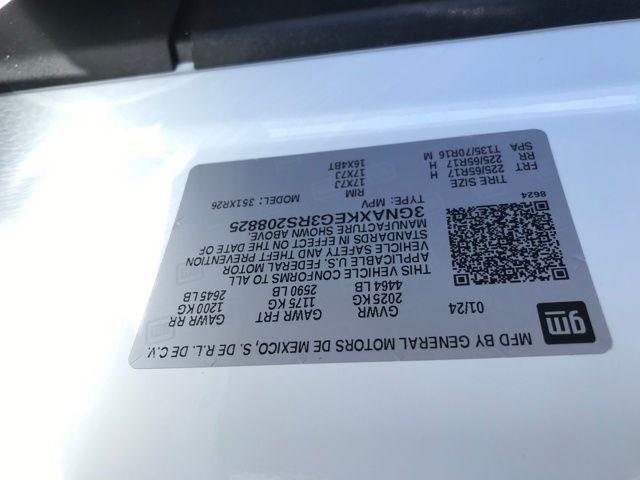 gm MFD BY GENERAL MOTORS DE MEXICO, S. DE R.L. DE C.V.
01/24 GVWR GAWR FRT GAWR RR
2025 KG 1175 KG 1200 KG
4464 LB 2590 LB 2645 LB
THIS VEHICLE CONFORMS TO ALL
APPLICABLE U.S. FEDERAL MOTOR
VEHICLE SAFETY AND THEFT PREVENTION
STANDARDS IN EFFECT ON THE DATE OF
MANUFACTURE SHOWN ABOVE.
3GNAXKEG3RS208825
TYPE: MPV MODEL: 351XR26
8624
TIRE SIZE RIM
FRT 225/65R17 H 17X7J
RR 225/65R17 H 17X7J
SPA T135/70R16 M 16X4BT